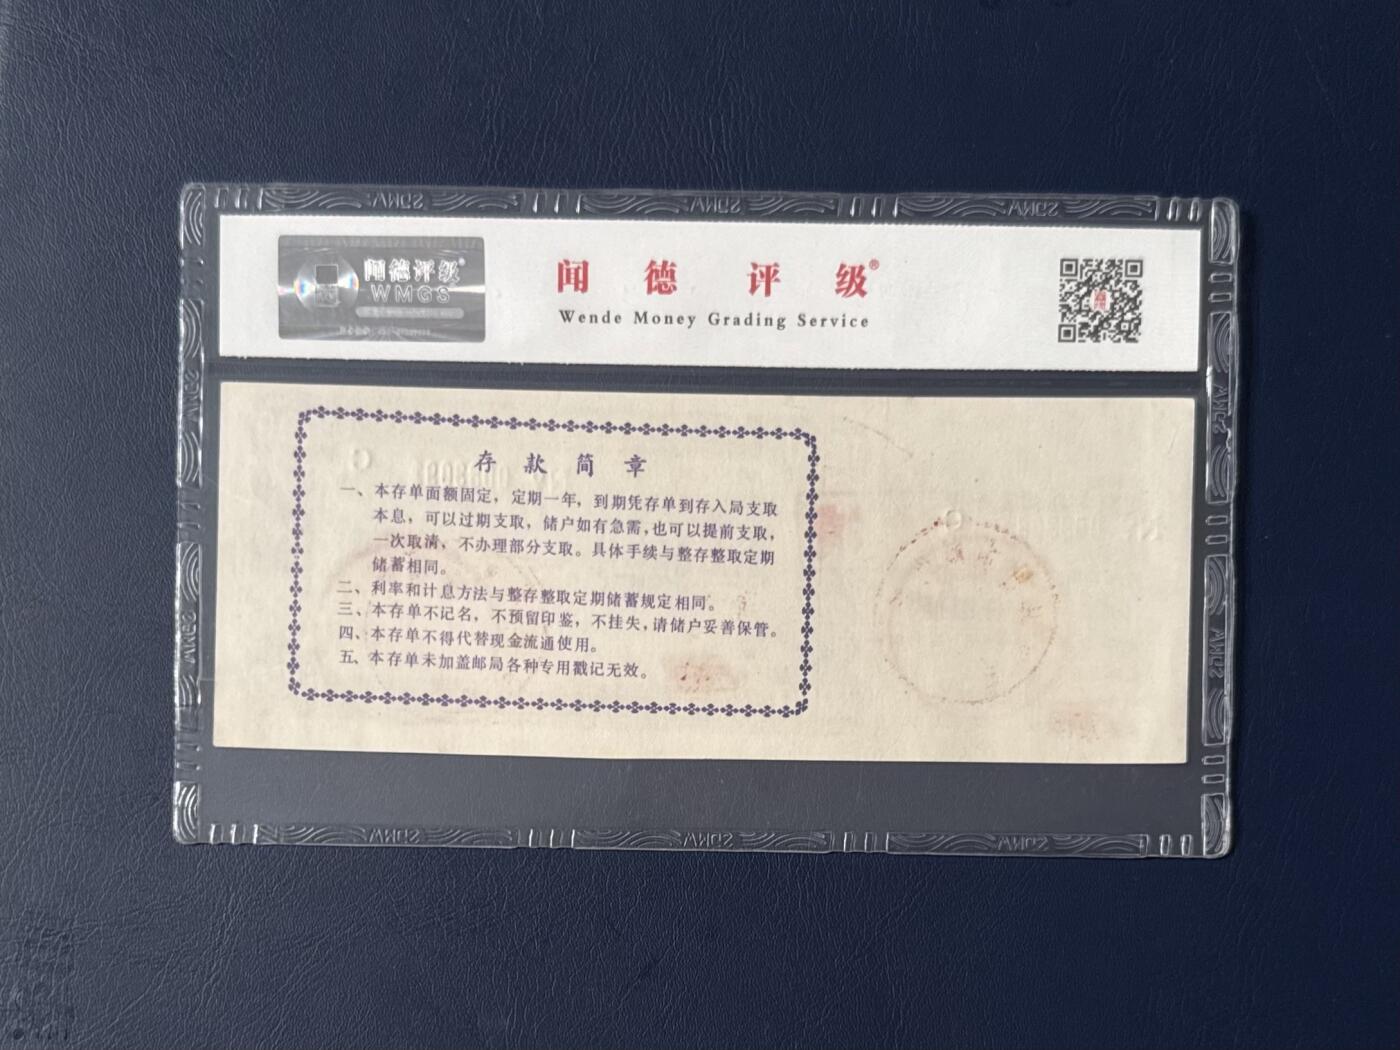 闻德评级®
WMGS
闻 德 评 级®
Wende Money Grading Service
存款简章
一、本存单面额固定，定期一年，到期凭存单到存入局支取
本息，可以过期支取，储户如有急需，也可以提前支取，
一次取清，不办理部分支取。具体手续与整存整取定期
储蓄相同。
二、利率和计息方法与整存整取定期储蓄规定相同。
三、本存单不记名，不预留印鉴，不挂失，请储户妥善保管。
四、本存单不得代替现金流通使用。
五、本存单未加盖邮局各种专用戳记无效。